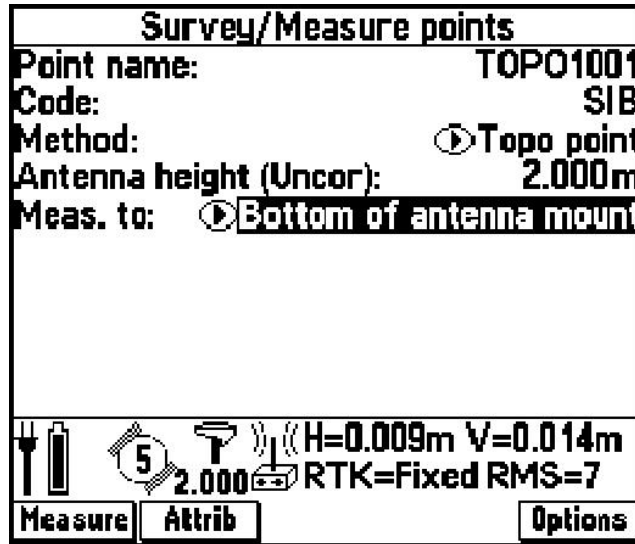 Survey/Measure points
Point name: TOPO1001
Code: SIB
Method: Topo point
Antenna height (Uncor): 2.000m
Meas. to: Bottom of antenna mount
5 2.000 H=0.009m V=0.014m
RTK=Fixed RMS=7
Measure Attrib Options